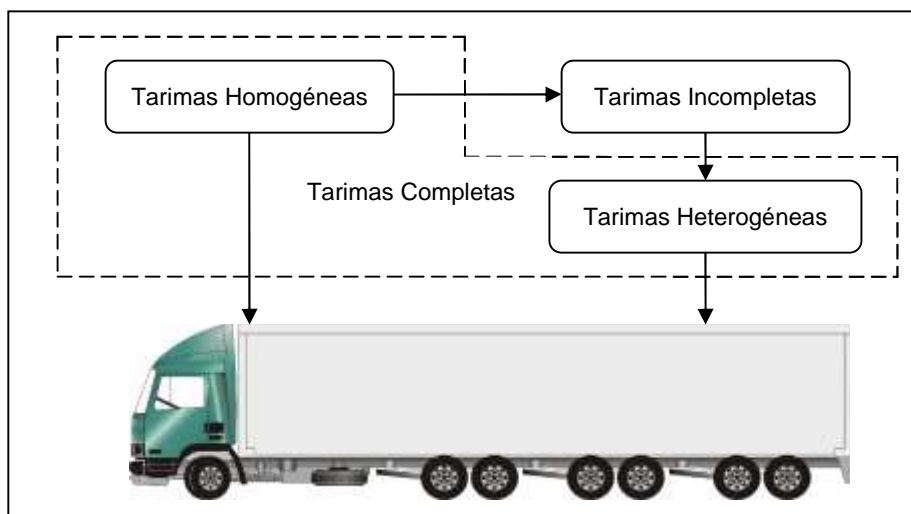 Tarimas Homogéneas
Tarimas Incompletas
Tarimas Completas
Tarimas Heterogéneas